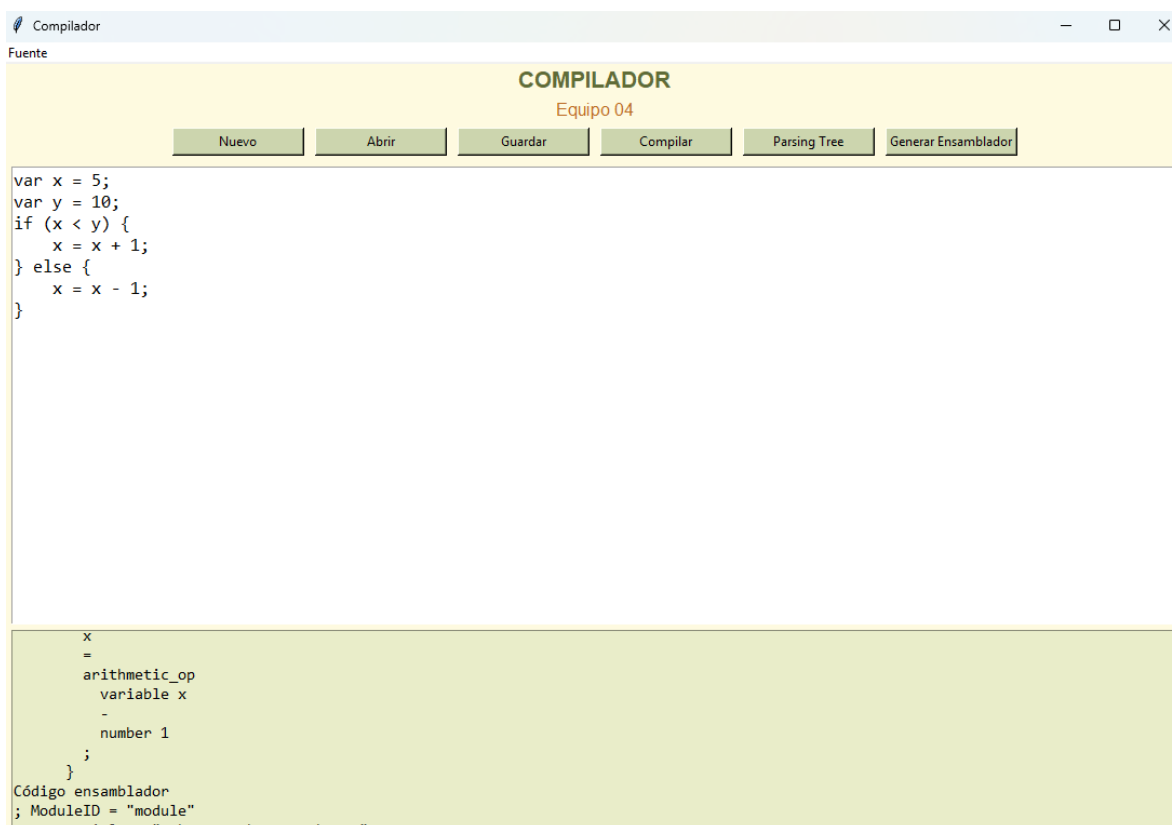 Compilador
Fuente
COMPILADOR
Equipo 04
Nuevo Abrir Guardar Compilar Parsing Tree Generar Ensamblador
var x = 5;
var y = 10;
if (x < y) {
    x = x + 1;
} else {
    x = x - 1;
}
x
=
arithmetic_op
variable x
-
number 1
;
}
Código ensamblador
; ModuleID = "module"